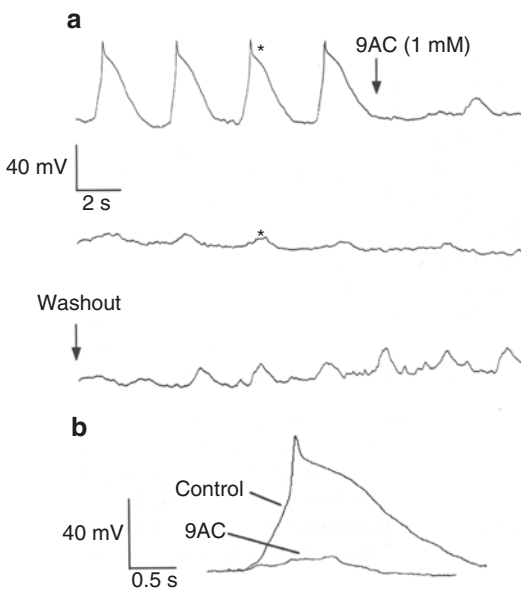 a
*
9AC (1 mM)
40 mV
2 s
*
Washout
b
Control
9AC
40 mV
0.5 s